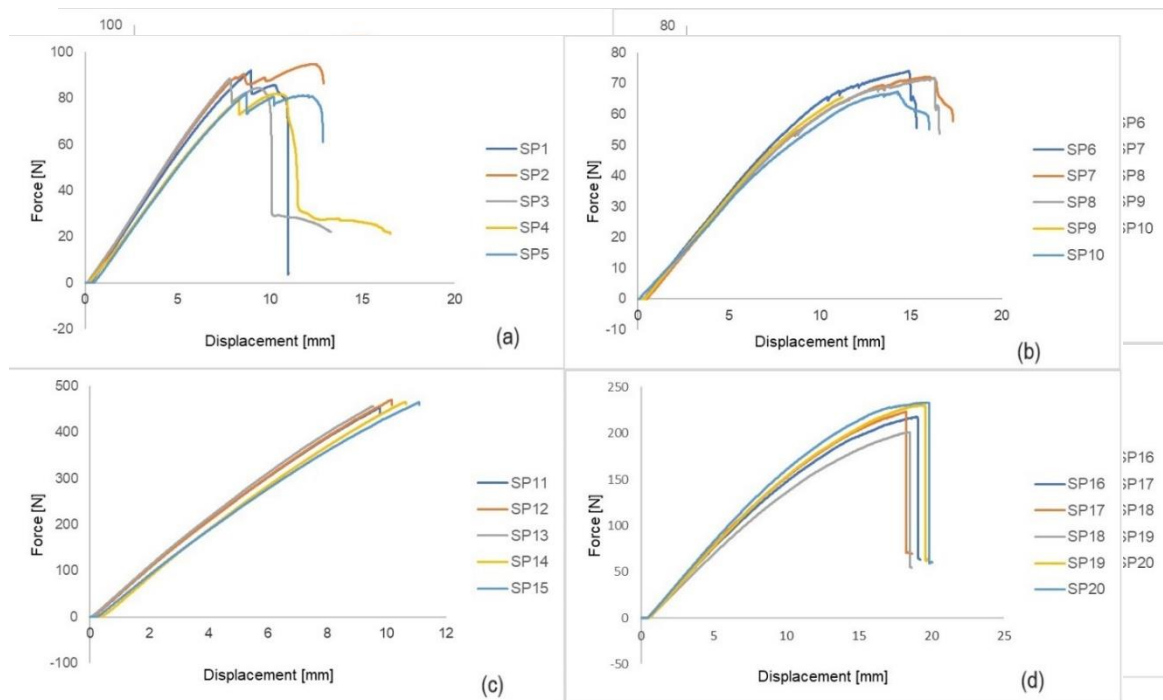 100
80
100
80
60
40
20
0
-20
0
5
10
15
20
Force [N]
Displacement [mm]
SP1
SP2
SP3
SP4
SP5
(a)
80
70
60
50
40
30
20
10
0
-10
0
5
10
15
20
Force [N]
Displacement [mm]
SP6
SP7
SP8
SP9
SP10
(b)
SP6
SP7
SP8
SP9
SP10
500
400
300
200
100
0
-100
0
2
4
6
8
10
12
Force [N]
Displacement [mm]
SP11
SP12
SP13
SP14
SP15
(c)
250
200
150
100
50
0
-50
0
5
10
15
20
25
Force [N]
Displacement [mm]
SP16
SP17
SP18
SP19
SP20
(d)
SP16
SP17
SP18
SP19
SP20